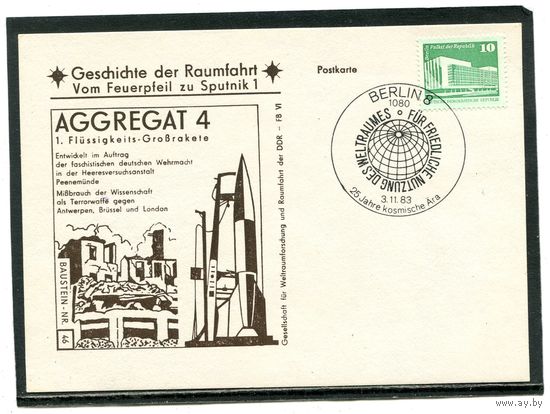 Geschichte der Raumfahrt
Vom Feuerpfeil zu Sputnik 1
AGGREGAT 4
1. Flüssigkeits-Großrakete
Entwickelt im Auftrag
der faschistischen deutschen Wehrmacht
in der Heeresversuchsanstalt
Peenemünde
Mißbrauch der Wissenschaft
als Terrorwaffe gegen
Antwerpen, Brüssel und London
BAUSTEIN-NR.
46
Gesellschaft für Weltraumforschung und Raumfahrt der DDR – FB VI
Postkarte
Palast der Republik
10
DEUTSCHE DEMOKRATISCHE REPUBLIK
BERLIN 8
1080
FÜR FRIEDLICHE NUTZUNG DES WELTRAUMES
3.11.83
25 Jahre kosmische Ära
www.ay.by